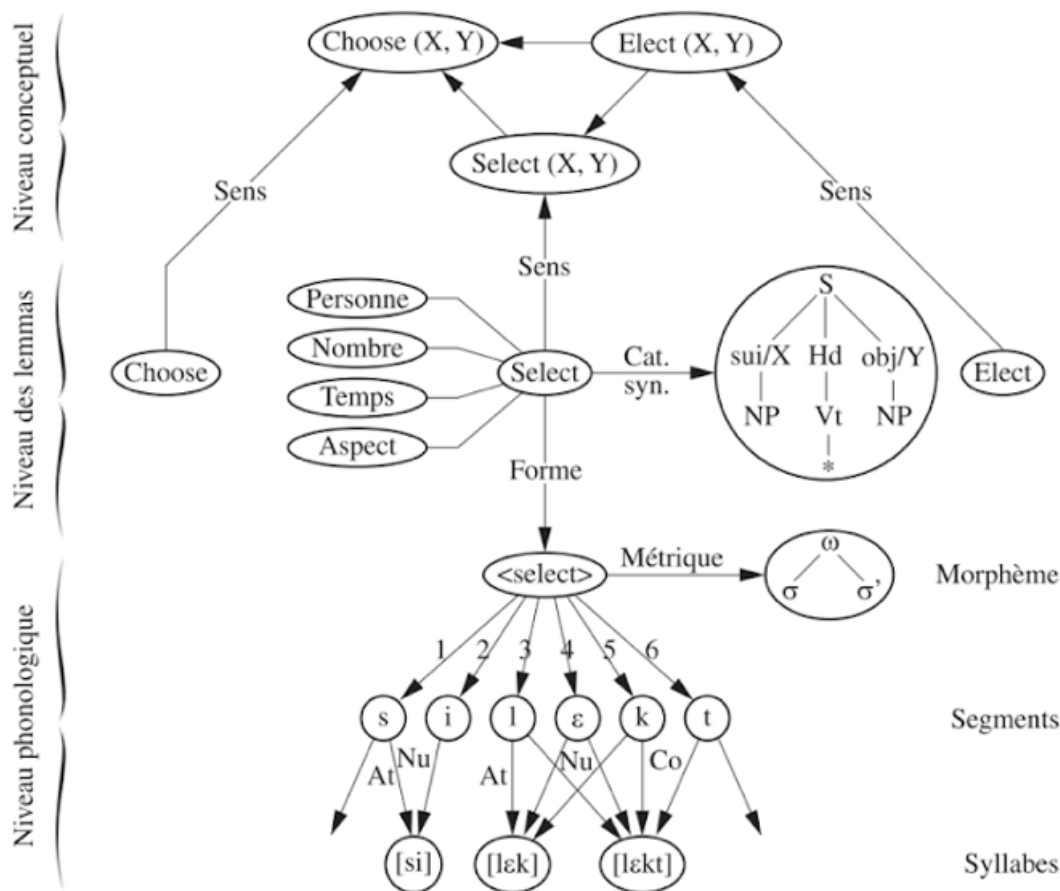 Niveau conceptuel
Choose (X, Y)
Elect (X, Y)
Select (X, Y)
Sens
Sens
Sens
Niveau des lemmas
Personne
Nombre
Temps
Aspect
Choose
Select
Cat.
syn.
S
sui/X Hd obj/Y
NP Vt NP
*
Elect
Forme
Niveau phonologique
<select>
Métrique
ω
σ σ’
Morphème
1 2 3 4 5 6
s i l ε k t
Segments
At Nu At Nu Co
[si] [lεk] [lεkt]
Syllabes